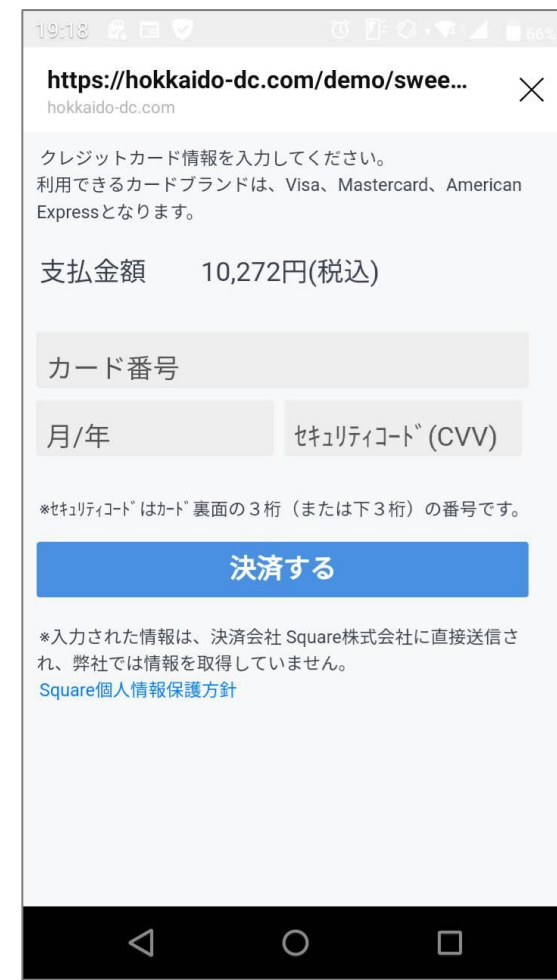 19:18 66%
https://hokkaido-dc.com/demo/swee...
hokkaido-dc.com
クレジットカード情報を入力してください。
利用できるカードブランドは、Visa、Mastercard、American
Expressとなります。
支払金額 10,272円(税込)
カード番号
月/年 ｾｷｭﾘﾃｨｺｰﾄﾞ(CVV)
※ｾｷｭﾘﾃｨｺｰﾄﾞはｶｰﾄﾞ裏面の３桁（または下３桁）の番号です。
決済する
※入力された情報は、決済会社 Square株式会社に直接送信さ
れ、弊社では情報を取得していません。
Square個人情報保護方針